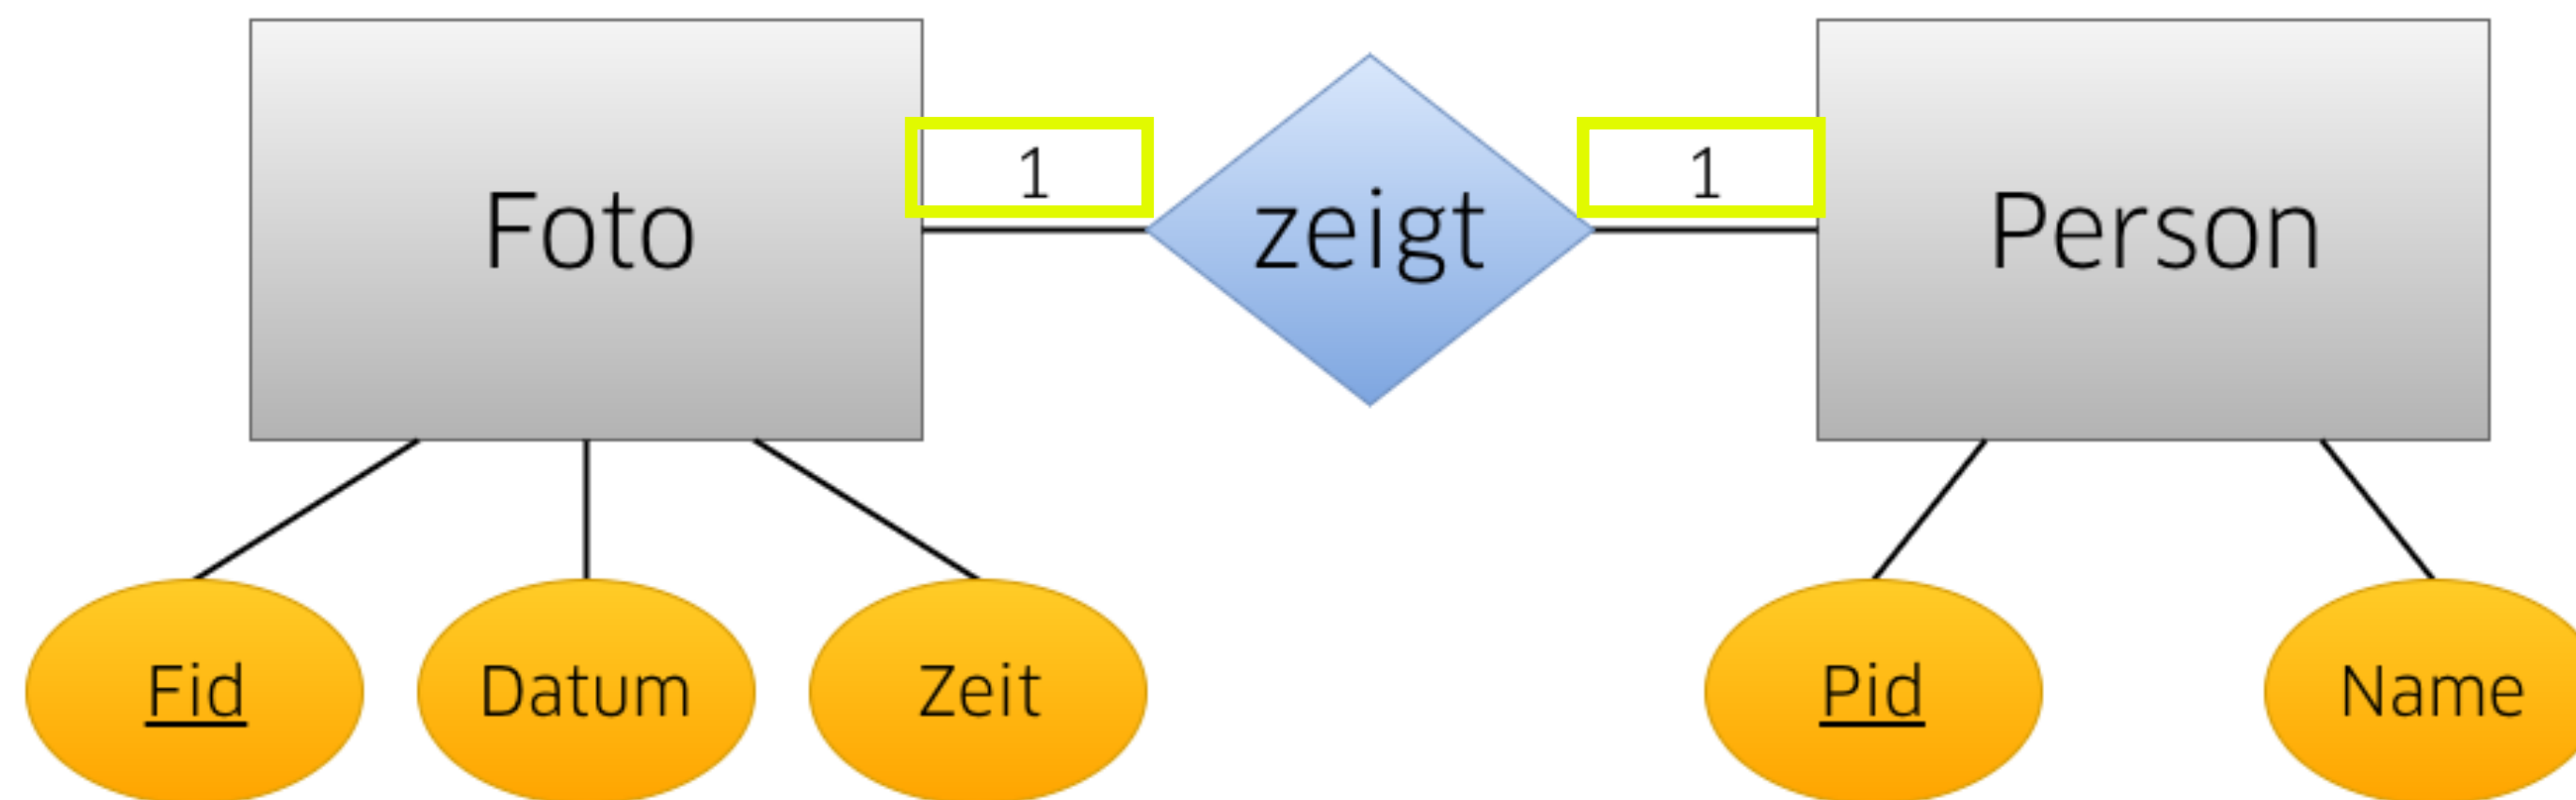 Foto
1
zeigt
1
Person
Fid
Datum
Zeit
Pid
Name